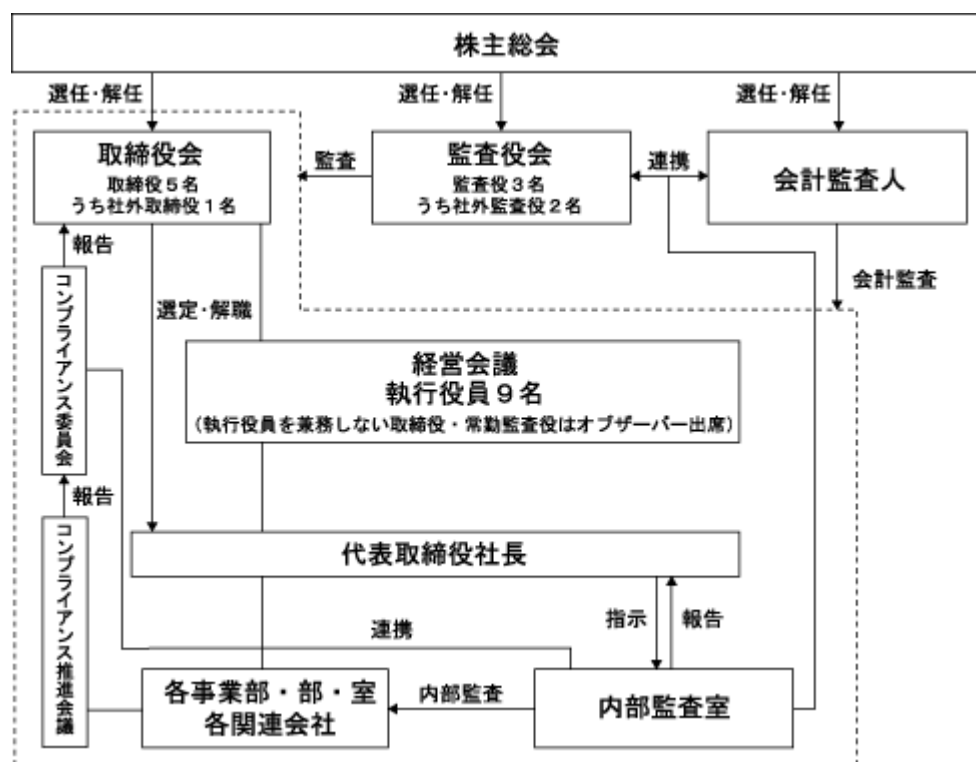 株主総会
選任・解任
選任・解任
選任・解任
取締役会
取締役5名
うち社外取締役1名
監査
監査役会
監査役3名
うち社外監査役2名
連携
会計監査人
報告
会計監査
コンプライアンス委員会
選定・解職
経営会議
執行役員9名
(執行役員を兼務しない取締役・常勤監査役はオブザーバー出席)
報告
コンプライアンス推進会議
代表取締役社長
指示
報告
連携
各事業部・部・室
各関連会社
内部監査
内部監査室